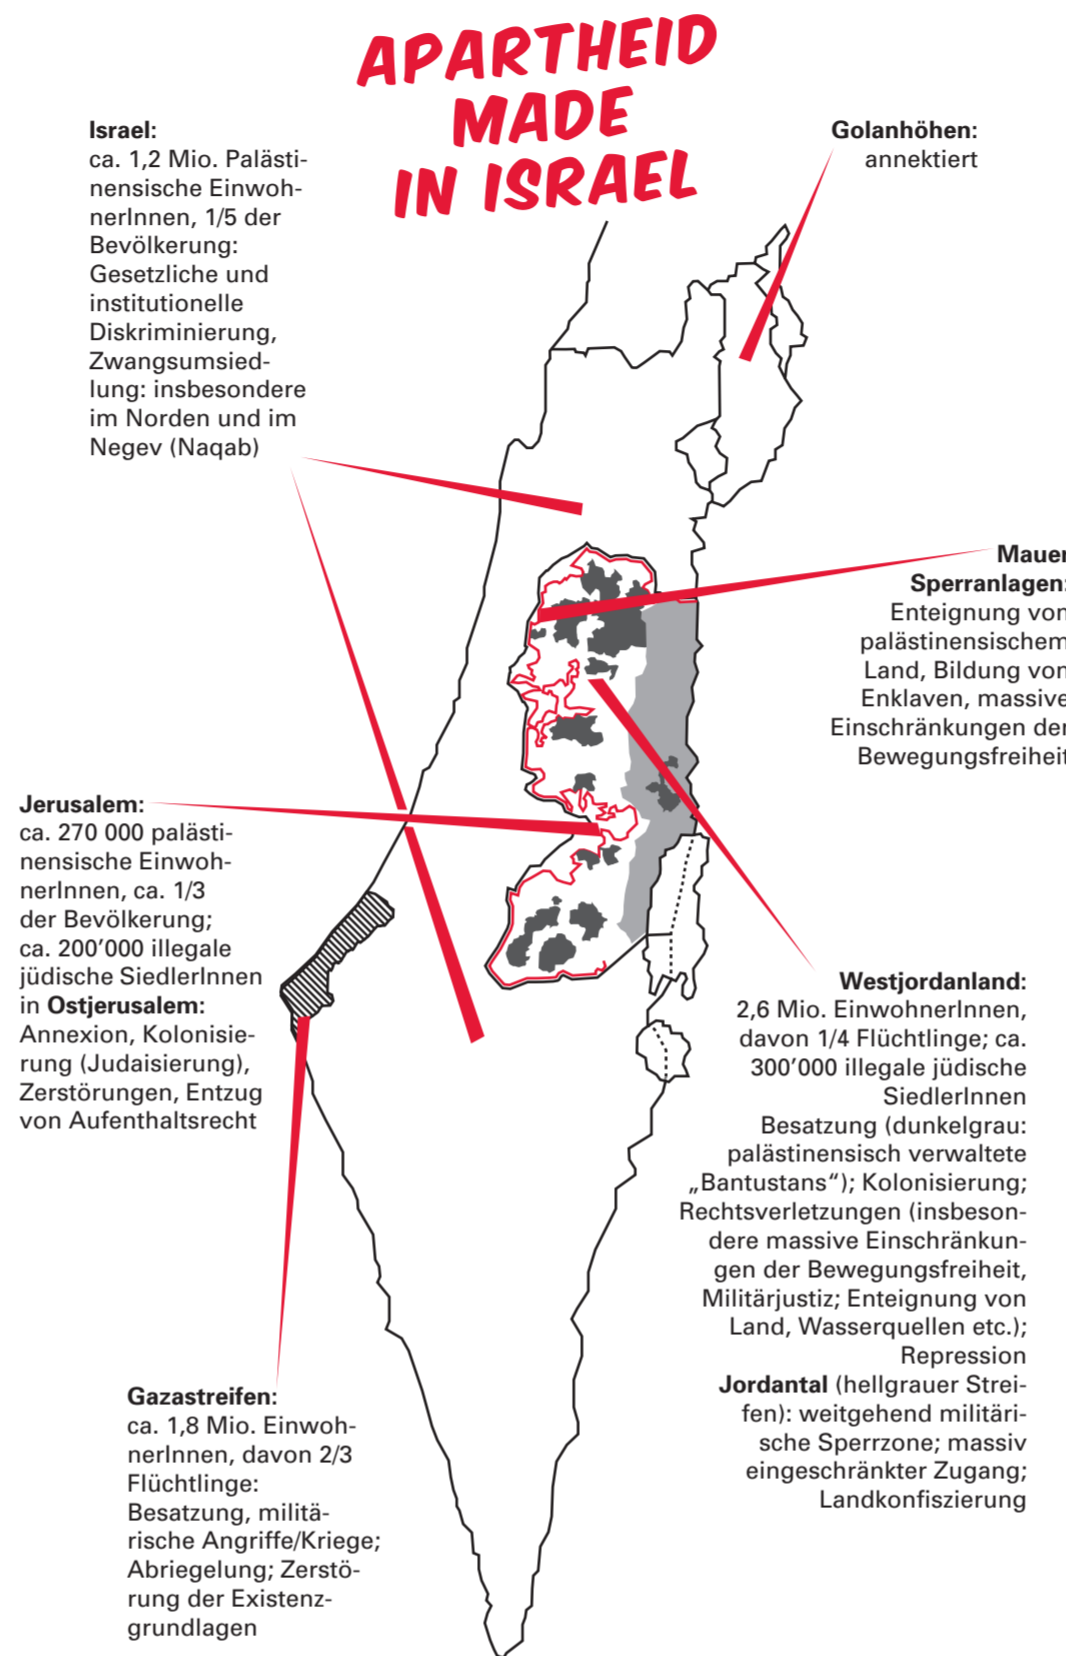 APARTHEID
MADE
IN ISRAEL
Israel:
ca. 1,2 Mio. Palästi-
nensische Einwoh-
nerInnen, 1/5 der
Bevölkerung:
Gesetzliche und
institutionelle
Diskriminierung,
Zwangsumsied-
lung: insbesondere
im Norden und im
Negev (Naqab)
Golanhöhen:
annektiert
Mauer
Sperranlagen:
Enteignung von
palästinensischem
Land, Bildung von
Enklaven, massive
Einschränkungen der
Bewegungsfreiheit
Jerusalem:
ca. 270 000 palästi-
nensische Einwoh-
nerInnen, ca. 1/3
der Bevölkerung;
ca. 200’000 illegale
jüdische SiedlerInnen
in Ostjerusalem:
Annexion, Kolonisie-
rung (Judaisierung),
Zerstörungen, Entzug
von Aufenthaltsrecht
Westjordanland:
2,6 Mio. EinwohnerInnen,
davon 1/4 Flüchtlinge; ca.
300’000 illegale jüdische
SiedlerInnen
Besatzung (dunkelgrau:
palästinensisch verwaltete
„Bantustans“); Kolonisierung;
Rechtsverletzungen (insbeson-
dere massive Einschränkun-
gen der Bewegungsfreiheit,
Militärjustiz; Enteignung von
Land, Wasserquellen etc.);
Repression
Jordantal (hellgrauer Strei-
fen): weitgehend militäri-
sche Sperrzone; massiv
eingeschränkter Zugang;
Landkonfiszierung
Gazastreifen:
ca. 1,8 Mio. Einwoh-
nerInnen, davon 2/3
Flüchtlinge:
Besatzung, militä-
rische Angriffe/Kriege;
Abriegelung; Zerstö-
rung der Existenz-
grundlagen